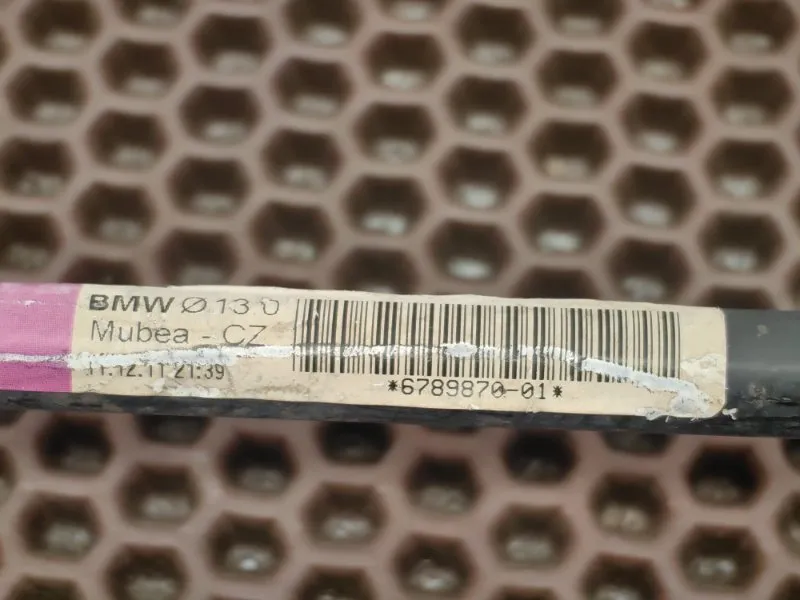 BMW Ø 13.0
Mubea - CZ
11.12.11 21:39
*6789870-01*